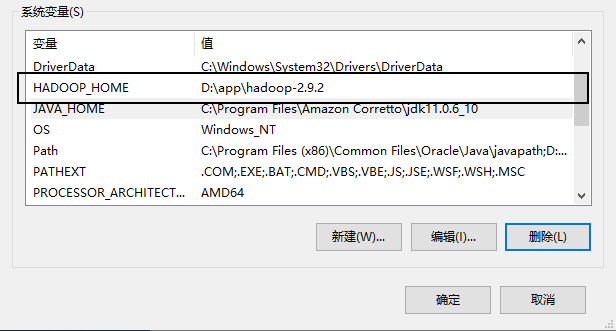 系统变量(S)
变量 值
DriverData C:\Windows\System32\Drivers\DriverData
HADOOP_HOME D:\app\hadoop-2.9.2
JAVA_HOME C:\Program Files\Amazon Corretto\jdk11.0.6_10
OS Windows_NT
Path C:\Program Files (x86)\Common Files\Oracle\Java\javapath;D:...
PATHEXT .COM;.EXE;.BAT;.CMD;.VBS;.VBE;.JS;.JSE;.WSF;.WSH;.MSC
PROCESSOR_ARCHITECT... AMD64
新建(W)... 编辑(I)... 删除(L)
确定 取消